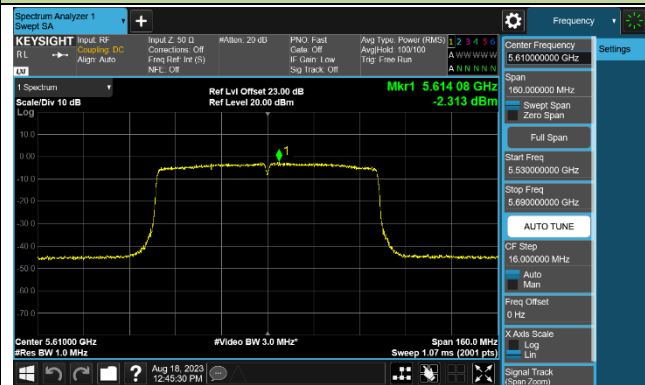 Spectrum Analyzer 1
Swept SA
Frequency
KEYSIGHT
RL
LXI
Input: RF
Coupling: DC
Align: Auto
Input Z: 50 Ω
Corrections: Off
Freq Ref: Int (S)
NFE: Off
#Atten: 20 dB
PNO: Fast
Gate: Off
IF Gain: Low
Sig Track: Off
Avg Type: Power (RMS)
Avg|Hold: 100/100
Trig: Free Run
1 2 3 4 5 6
A W W W W W
A N N N N N
1 Spectrum
Scale/Div 10 dB
Log
Ref Lvl Offset 23.00 dB
Ref Level 20.00 dBm
Mkr1 5.614 08 GHz
-2.313 dBm
10.0
0.00
-10.0
-20.0
-30.0
-40.0
-50.0
-60.0
-70.0
1
Center 5.61000 GHz
#Res BW 1.0 MHz
#Video BW 3.0 MHz*
Span 160.0 MHz
Sweep 1.07 ms (2001 pts)
Center Frequency
5.610000000 GHz
Settings
Span
160.000000 MHz
Swept Span
Zero Span
Full Span
Start Freq
5.530000000 GHz
Stop Freq
5.690000000 GHz
AUTO TUNE
CF Step
16.000000 MHz
Auto
Man
Freq Offset
0 Hz
X Axis Scale
Log
Lin
Signal Track
(Span Zoom)
?
Aug 18, 2023
12:45:30 PM